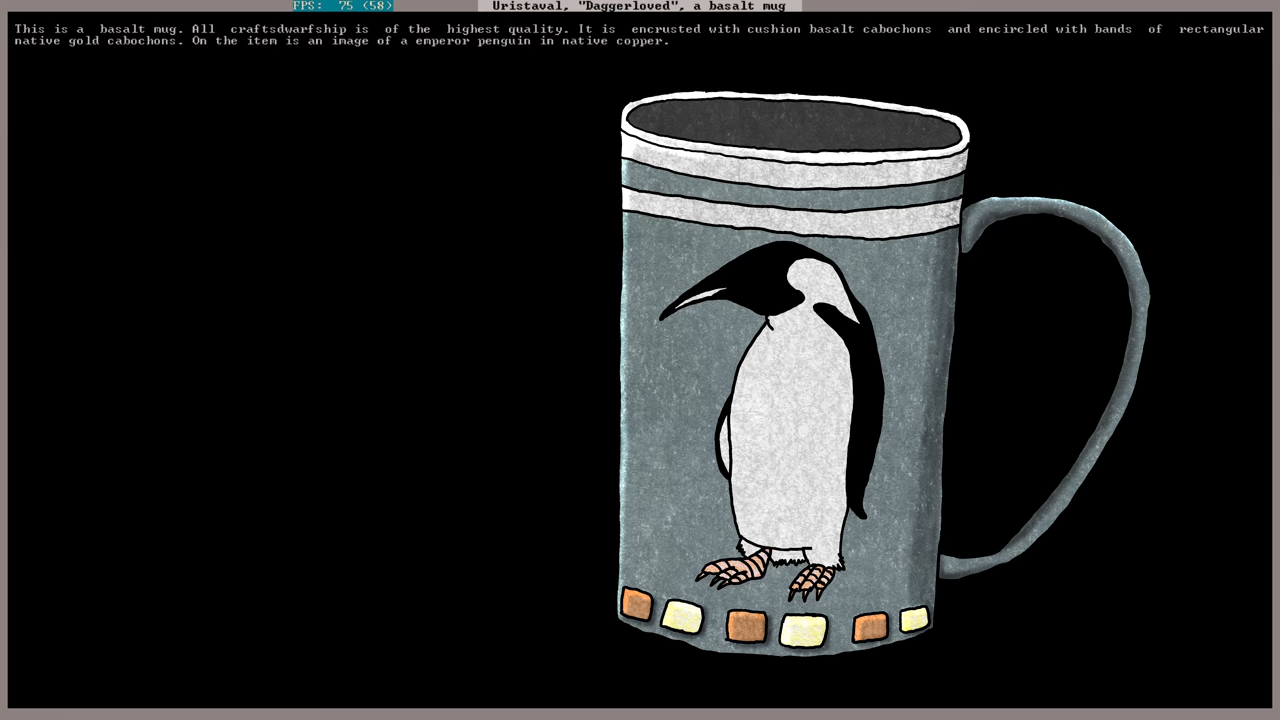 FPS: 75 (58)
Uristaval, "Daggerloved", a basalt mug
This is a basalt mug. All craftsdwarfship is of the highest quality. It is encrusted with cushion basalt cabochons and encircled with bands of rectangular
native gold cabochons. On the item is an image of a emperor penguin in native copper.